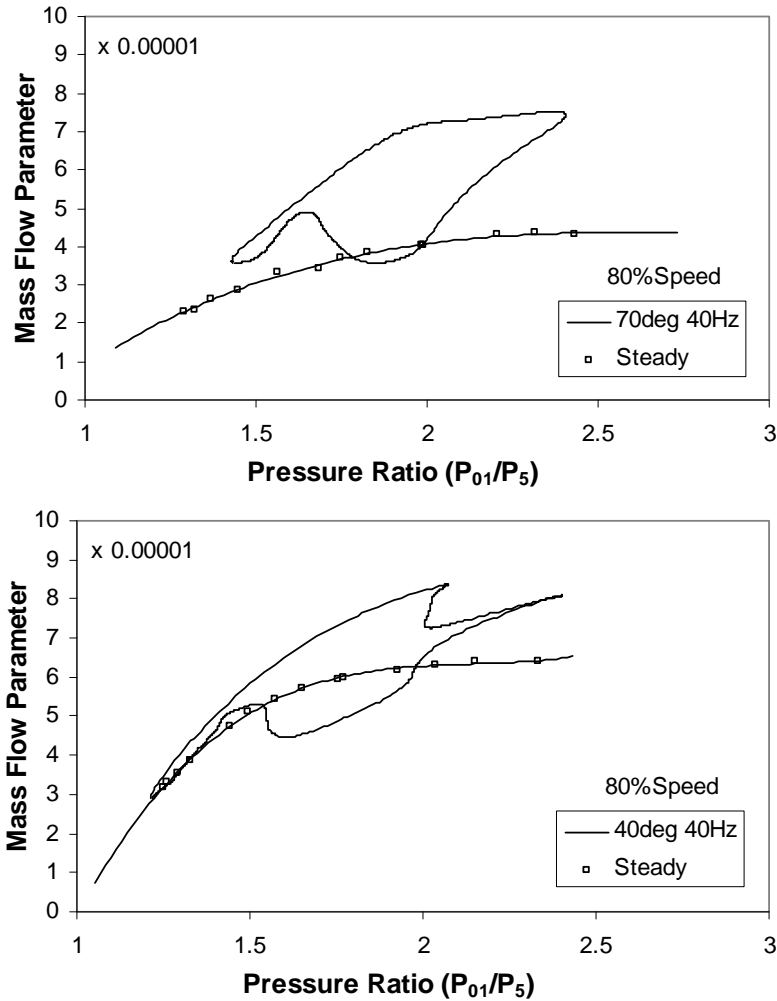 10
9
8
7
6
5
4
3
2
1
0
x 0.00001
Mass Flow Parameter
80%Speed
70deg 40Hz
Steady
1
1.5
2
2.5
3
Pressure Ratio (P₀₁/P₅)
10
9
8
7
6
5
4
3
2
1
0
x 0.00001
Mass Flow Parameter
80%Speed
40deg 40Hz
Steady
1
1.5
2
2.5
3
Pressure Ratio (P₀₁/P₅)